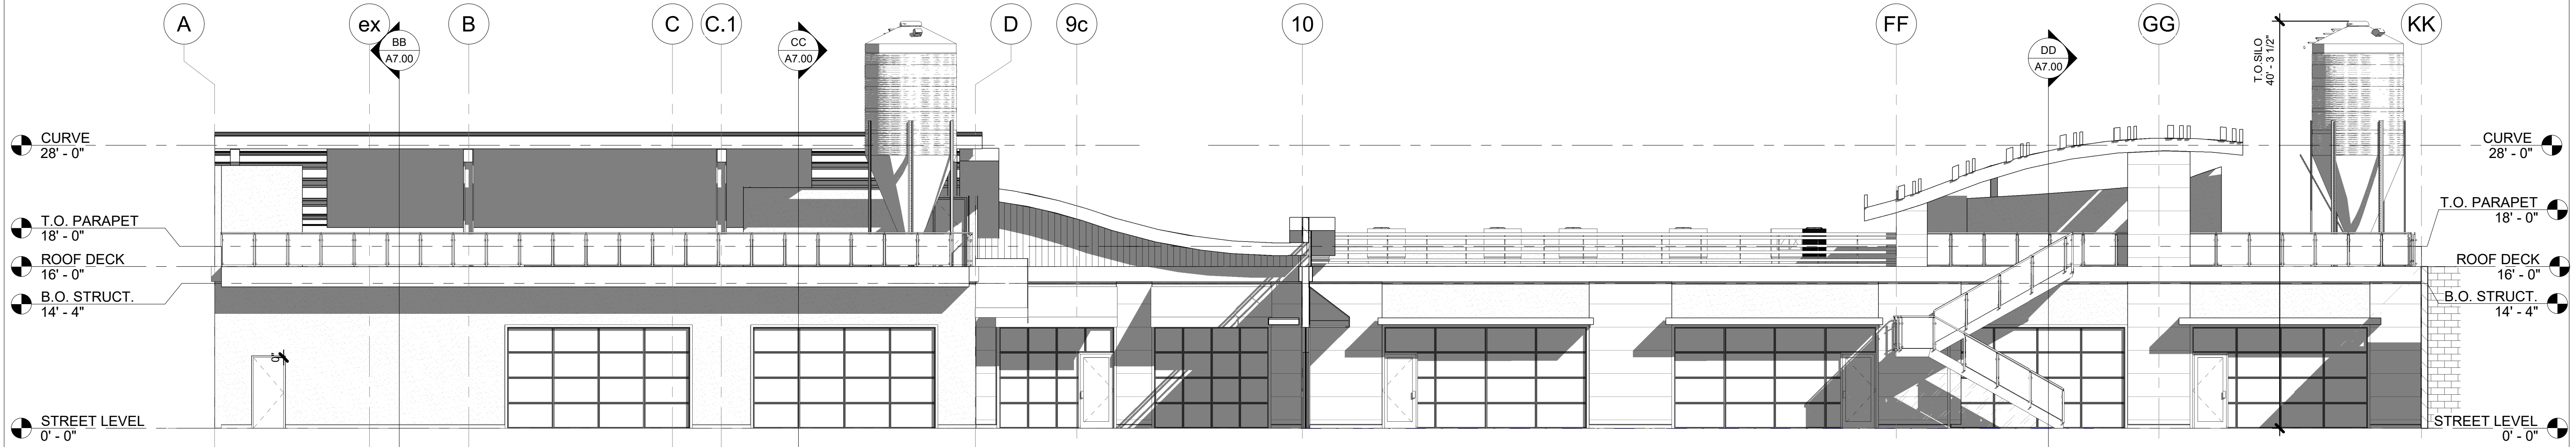 A
ex
BB
A7.00
B
C
C.1
CC
A7.00
D
9c
10
FF
DD
A7.00
GG
T.O.SILO
40' - 3 1/2"
KK
CURVE
28' - 0"
T.O. PARAPET
18' - 0"
ROOF DECK
16' - 0"
B.O. STRUCT.
14' - 4"
STREET LEVEL
0' - 0"
CURVE
28' - 0"
T.O. PARAPET
18' - 0"
ROOF DECK
16' - 0"
B.O. STRUCT.
14' - 4"
STREET LEVEL
0' - 0"